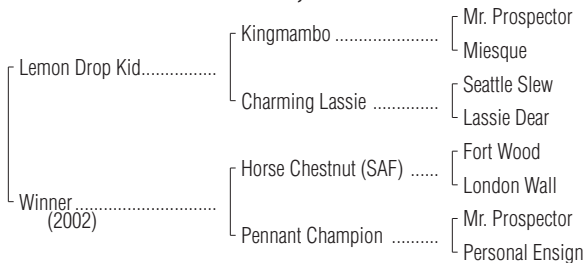 Mr. Prospector
Kingmambo ....................
Miesque
Lemon Drop Kid...............
Seattle Slew
Charming Lassie .............
Lassie Dear
Fort Wood
Horse Chestnut (SAF) ......
London Wall
Winner.............................
(2002)
Mr. Prospector
Pennant Champion ..........
Personal Ensign